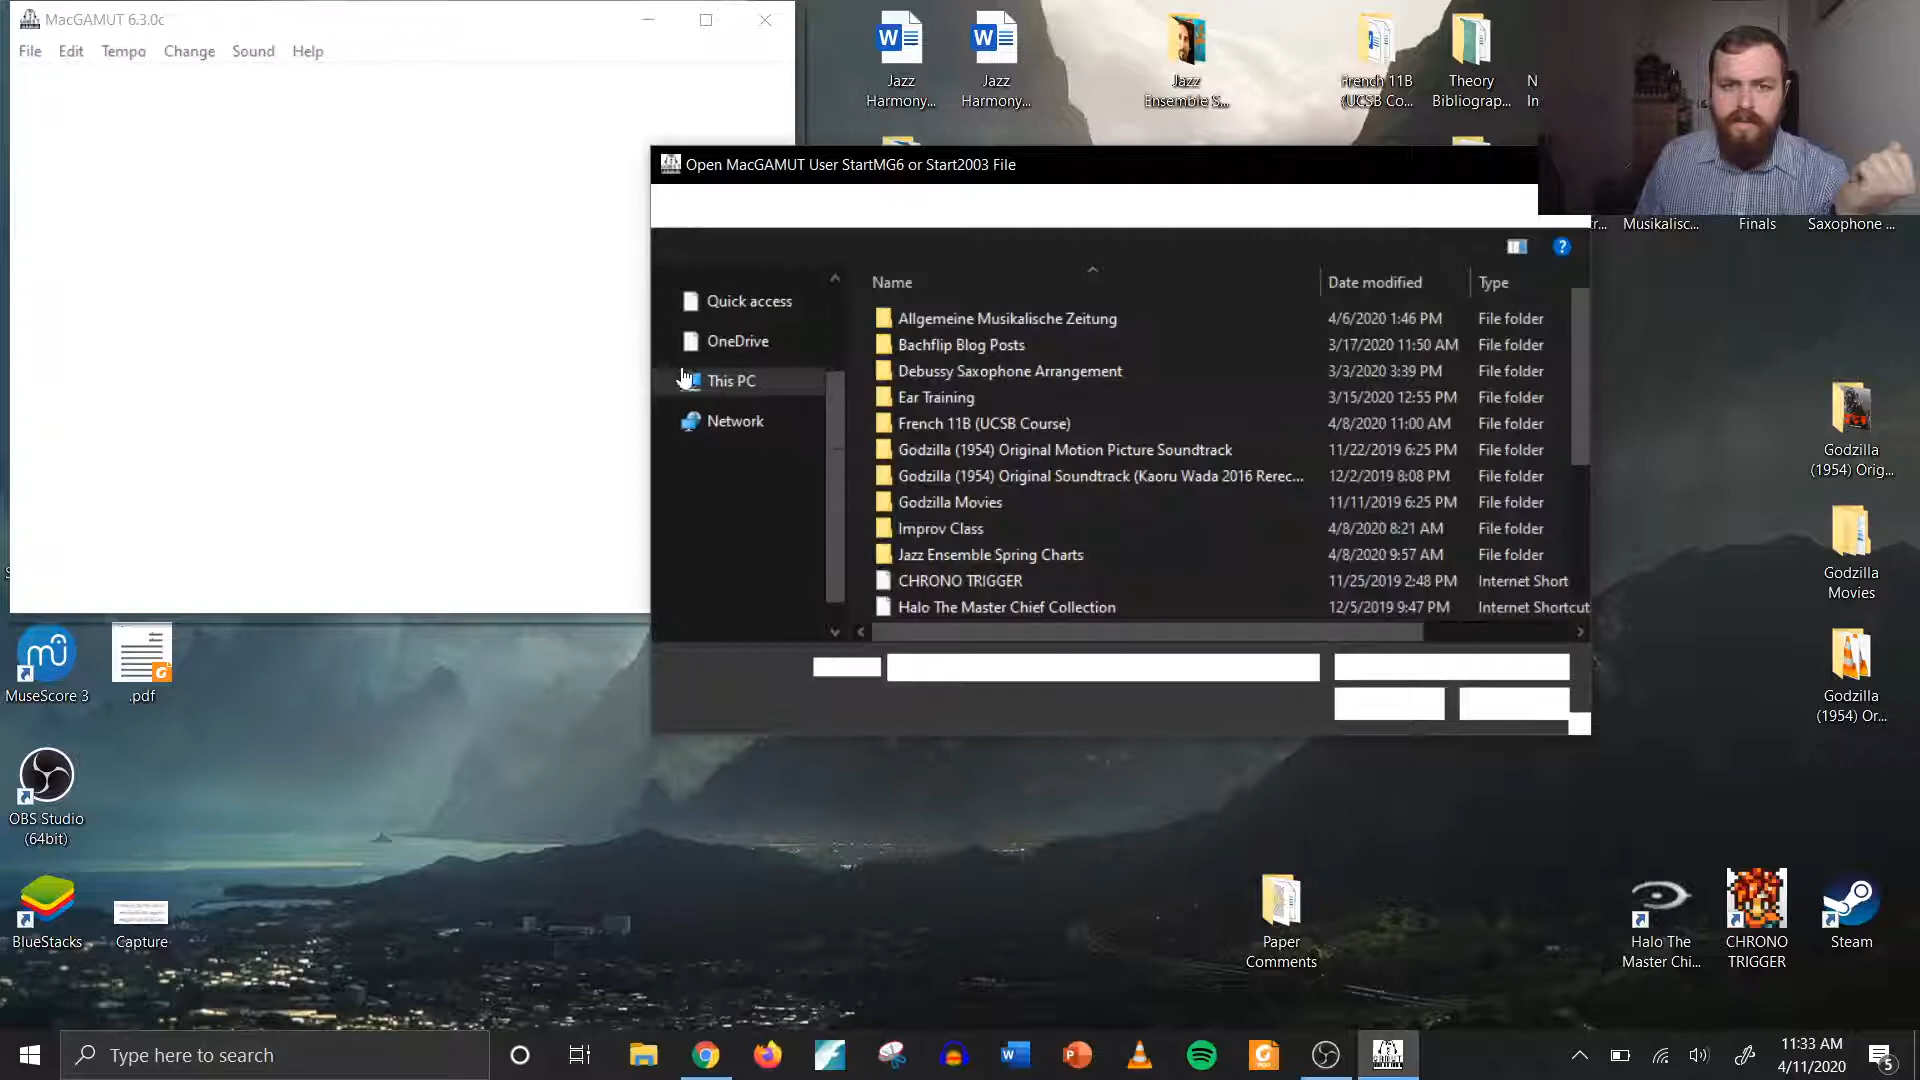 MacGAMUT 6.3.0c
File Edit Tempo Change Sound Help
Jazz
Harmony...
Jazz
Harmony...
Jazz
Ensemble S...
French 11B
(UCSB Co...
Theory
Bibliograp...
N
In
Open MacGAMUT User StartMG6 or Start2003 File
Musikalisc...
Finals
Saxophone ...
Quick access
OneDrive
This PC
Network
Name Date modified Type
Allgemeine Musikalische Zeitung 4/6/2020 1:46 PM File folder
Bachflip Blog Posts 3/17/2020 11:50 AM File folder
Debussy Saxophone Arrangement 3/3/2020 3:39 PM File folder
Ear Training 3/15/2020 12:55 PM File folder
French 11B (UCSB Course) 4/8/2020 11:00 AM File folder
Godzilla (1954) Original Motion Picture Soundtrack 11/22/2019 6:25 PM File folder
Godzilla (1954) Original Soundtrack (Kaoru Wada 2016 Rerec... 12/2/2019 8:08 PM File folder
Godzilla Movies 11/11/2019 6:25 PM File folder
Improv Class 4/8/2020 8:21 AM File folder
Jazz Ensemble Spring Charts 4/8/2020 9:57 AM File folder
CHRONO TRIGGER 11/25/2019 2:48 PM Internet Short
Halo The Master Chief Collection 12/5/2019 9:47 PM Internet Shortcut
Godzilla
(1954) Orig...
Godzilla
Movies
Godzilla
(1954) Or...
MuseScore 3
.pdf
OBS Studio
(64bit)
BlueStacks
Capture
Paper
Comments
Halo The
Master Chi...
CHRONO
TRIGGER
Steam
Type here to search
11:33 AM
4/11/2020
5